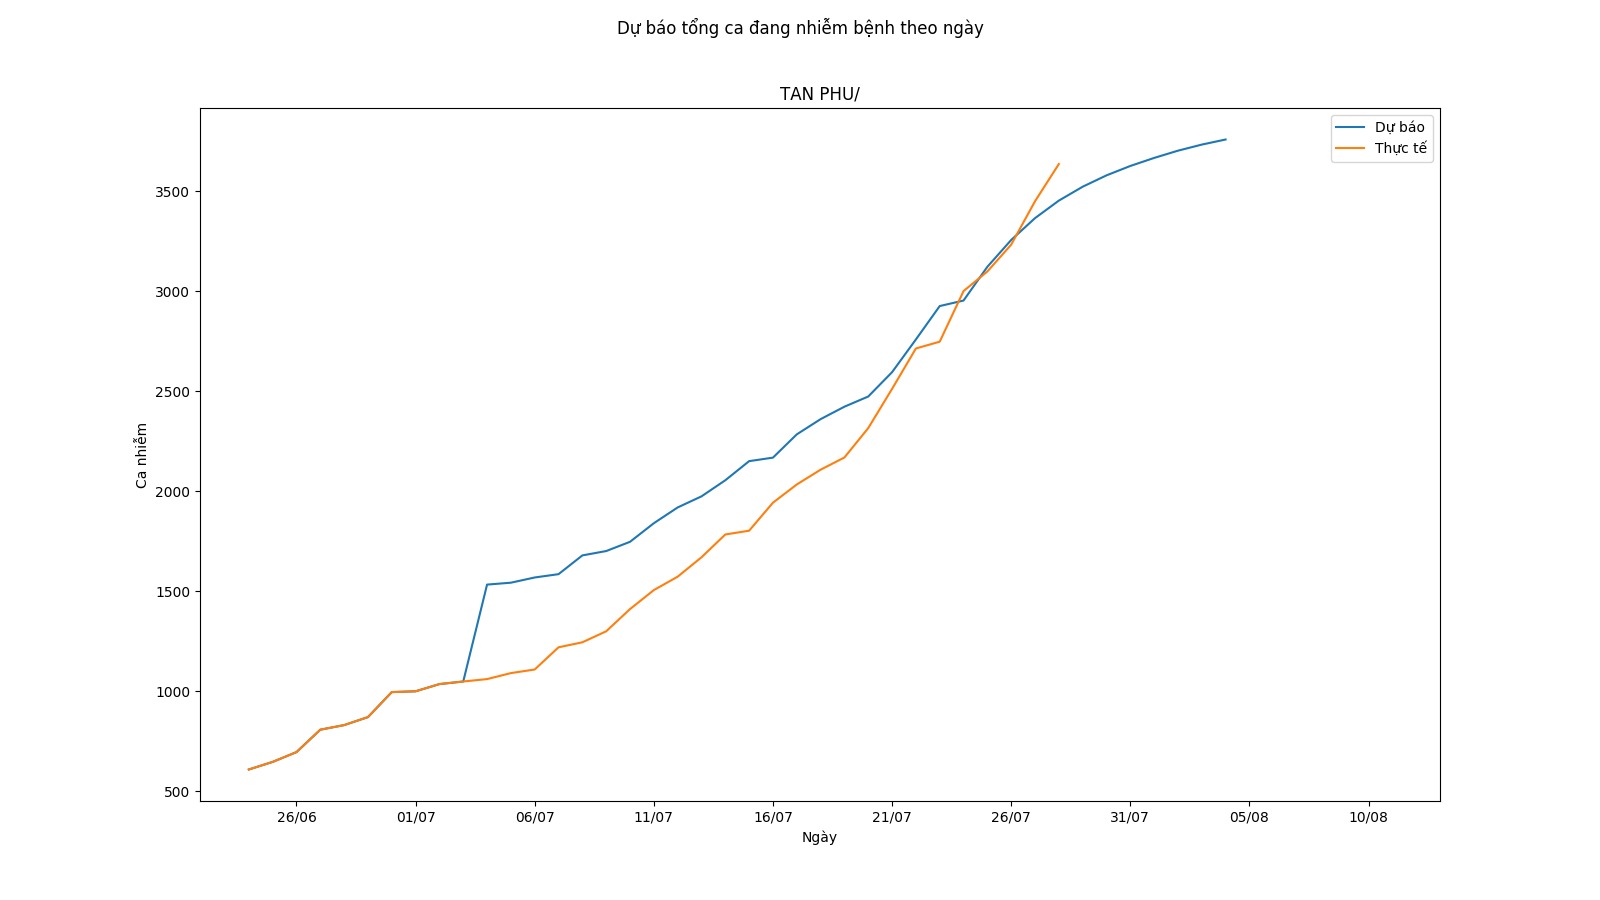 Dự báo tổng ca đang nhiễm bệnh theo ngày
TAN PHU/
Dự báo
Thực tế
3500
3000
2500
2000
1500
1000
500
Ca nhiễm
26/06 01/07 06/07 11/07 16/07 21/07 26/07 31/07 05/08 10/08
Ngày